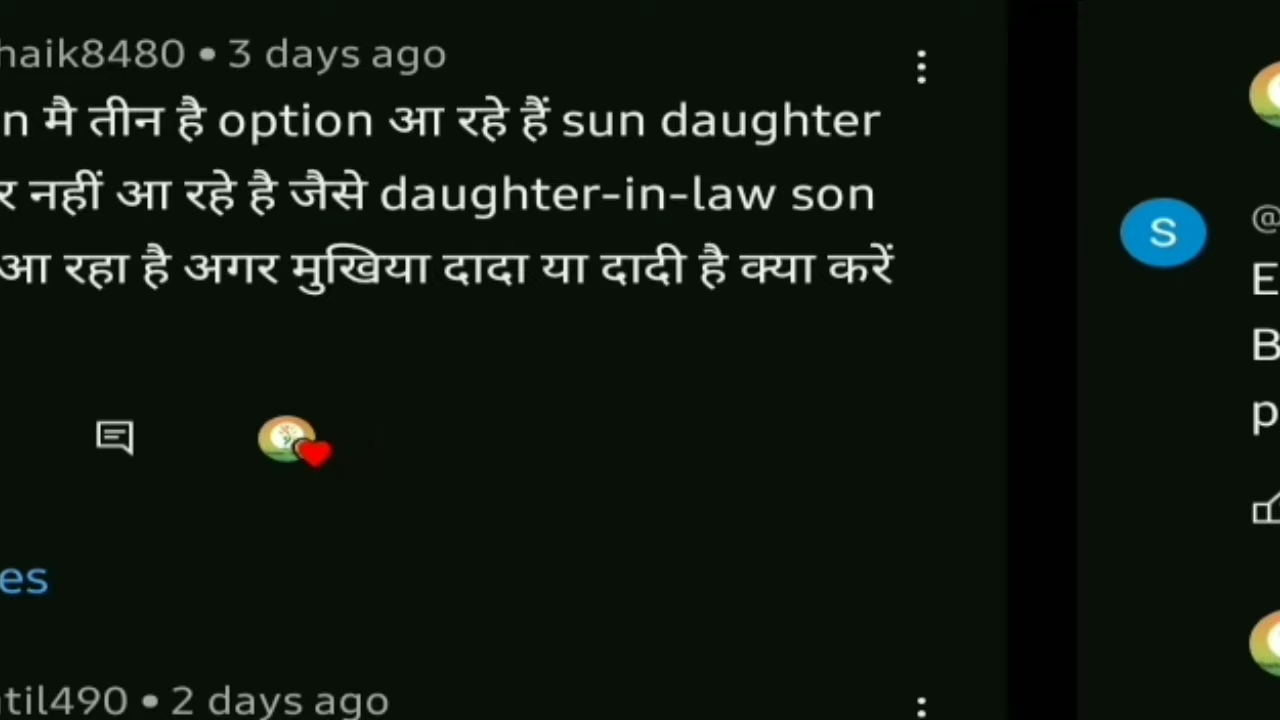 haik8480 • 3 days ago
n मै तीन है option आ रहे हैं sun daughter
र नहीं आ रहे है जैसे daughter-in-law son
आ रहा है अगर मुखिया दादा या दादी है क्या करें
es
til490 • 2 days ago
S
@
E
B
p